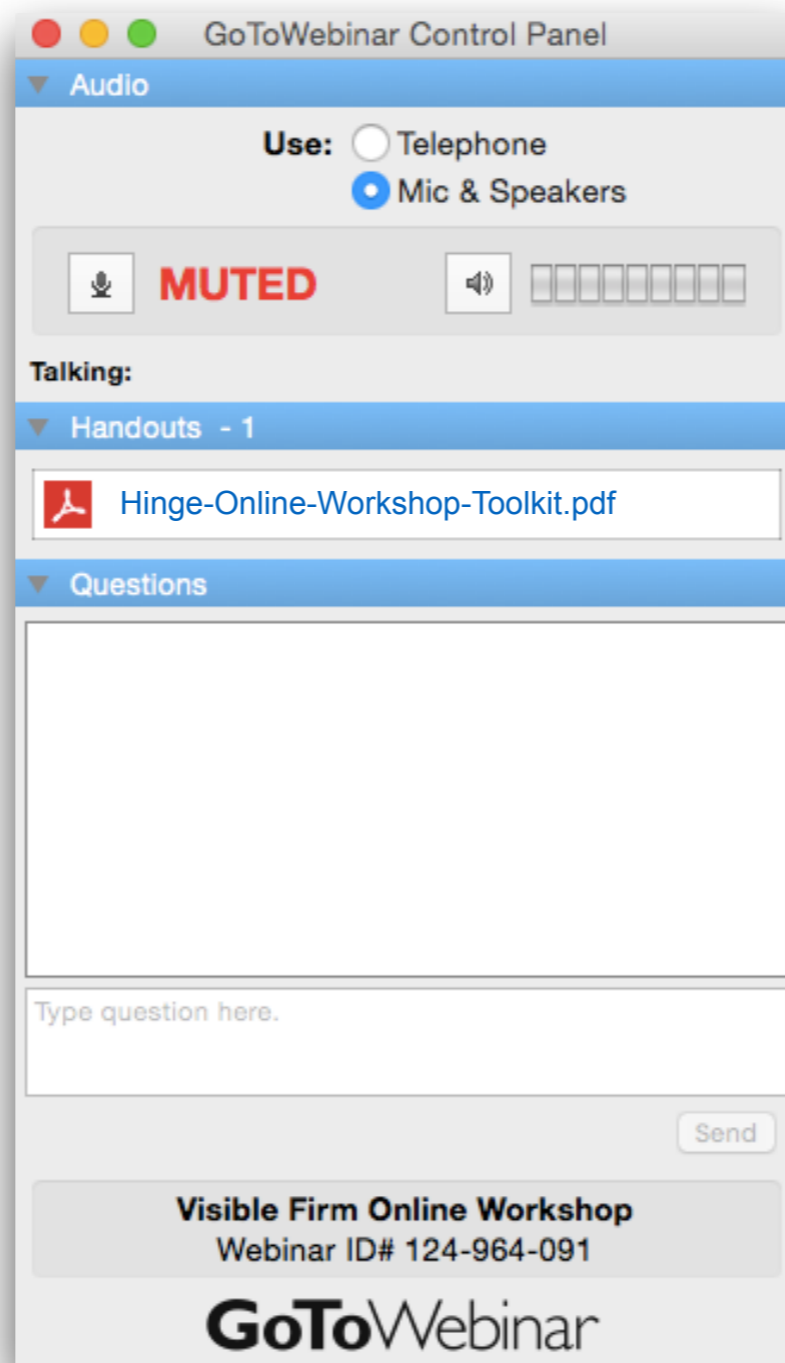 GoToWebinar Control Panel
Audio
Use: Telephone
Mic & Speakers
MUTED
Talking:
Handouts - 1
Hinge-Online-Workshop-Toolkit.pdf
Questions
Type question here.
Send
Visible Firm Online Workshop
Webinar ID# 124-964-091
GoToWebinar